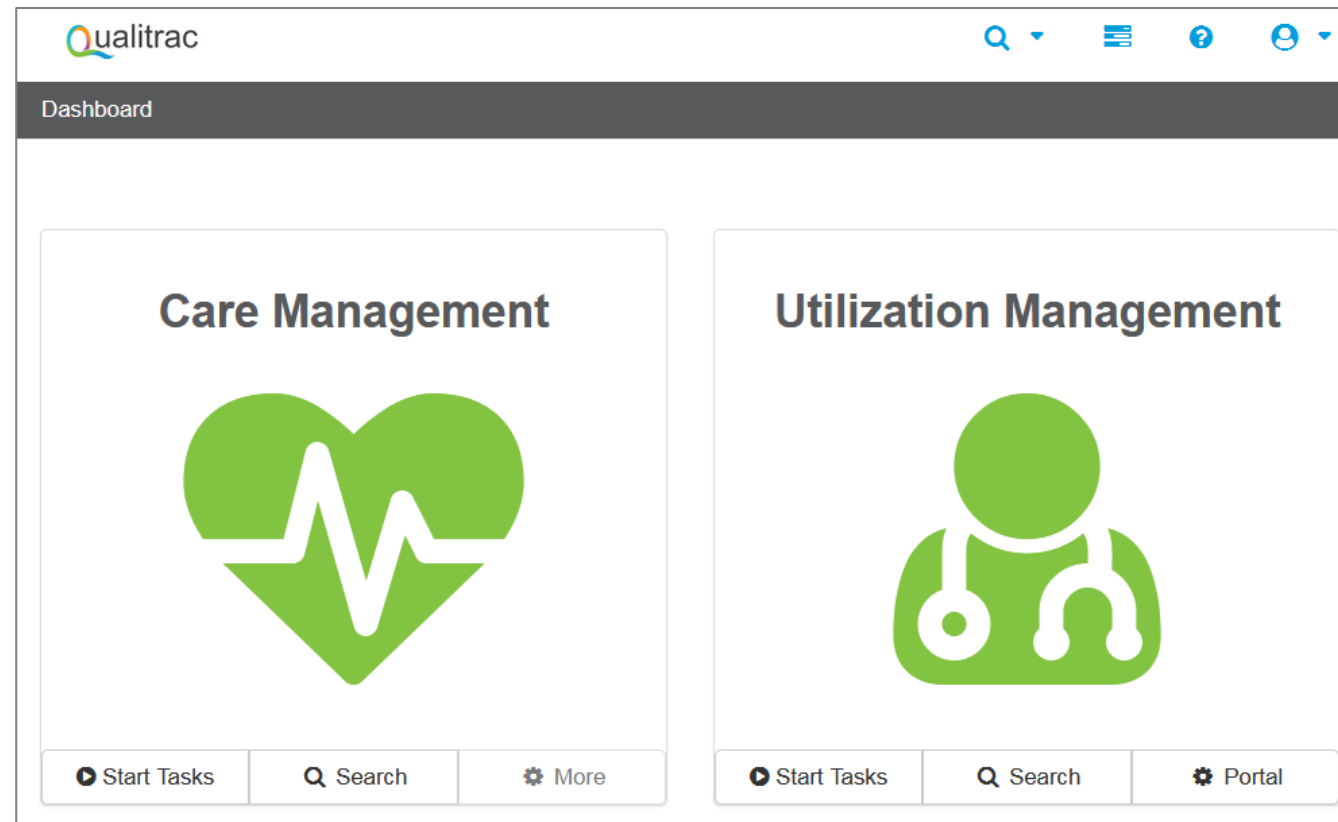 Qualitrac
Dashboard
Care Management
Utilization Management
Start Tasks
Search
More
Start Tasks
Search
Portal